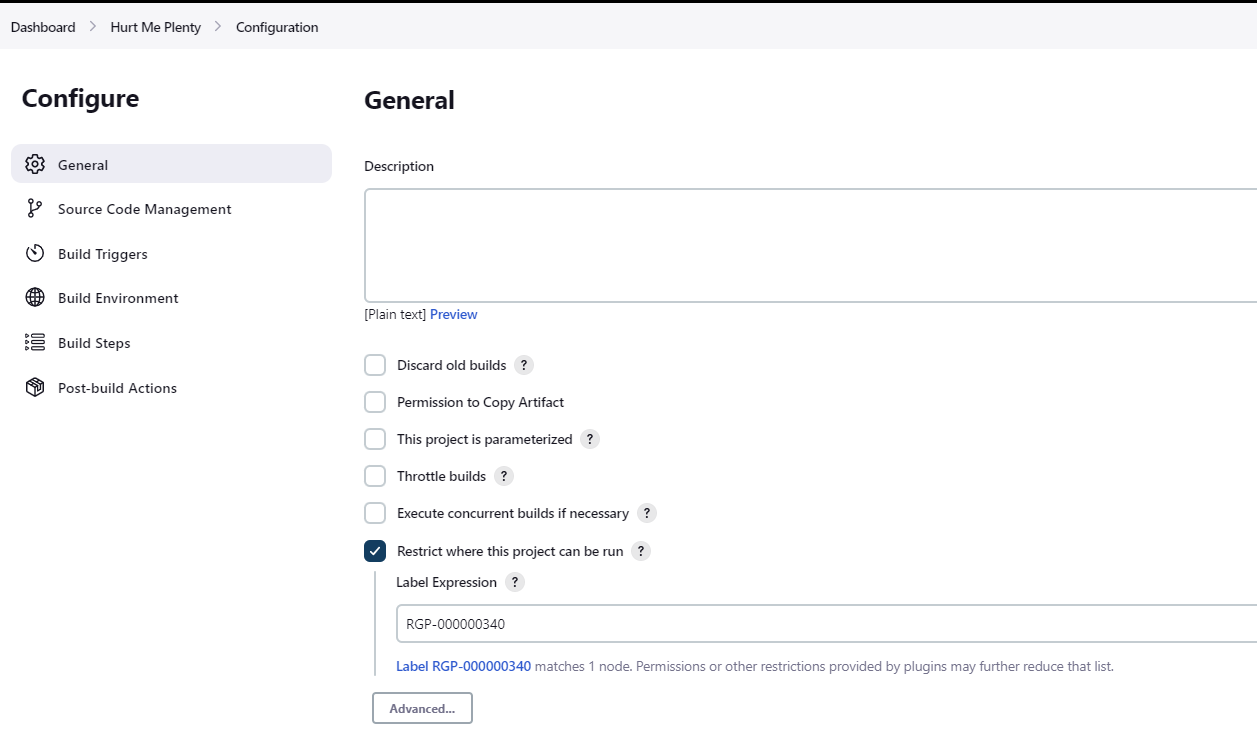 Dashboard > Hurt Me Plenty > Configuration
Configure
General
Source Code Management
Build Triggers
Build Environment
Build Steps
Post-build Actions
General
Description
[Plain text] Preview
Discard old builds ?
Permission to Copy Artifact
This project is parameterized ?
Throttle builds ?
Execute concurrent builds if necessary ?
Restrict where this project can be run ?
Label Expression ?
RGP-000000340
Label RGP-000000340 matches 1 node. Permissions or other restrictions provided by plugins may further reduce that list.
Advanced...